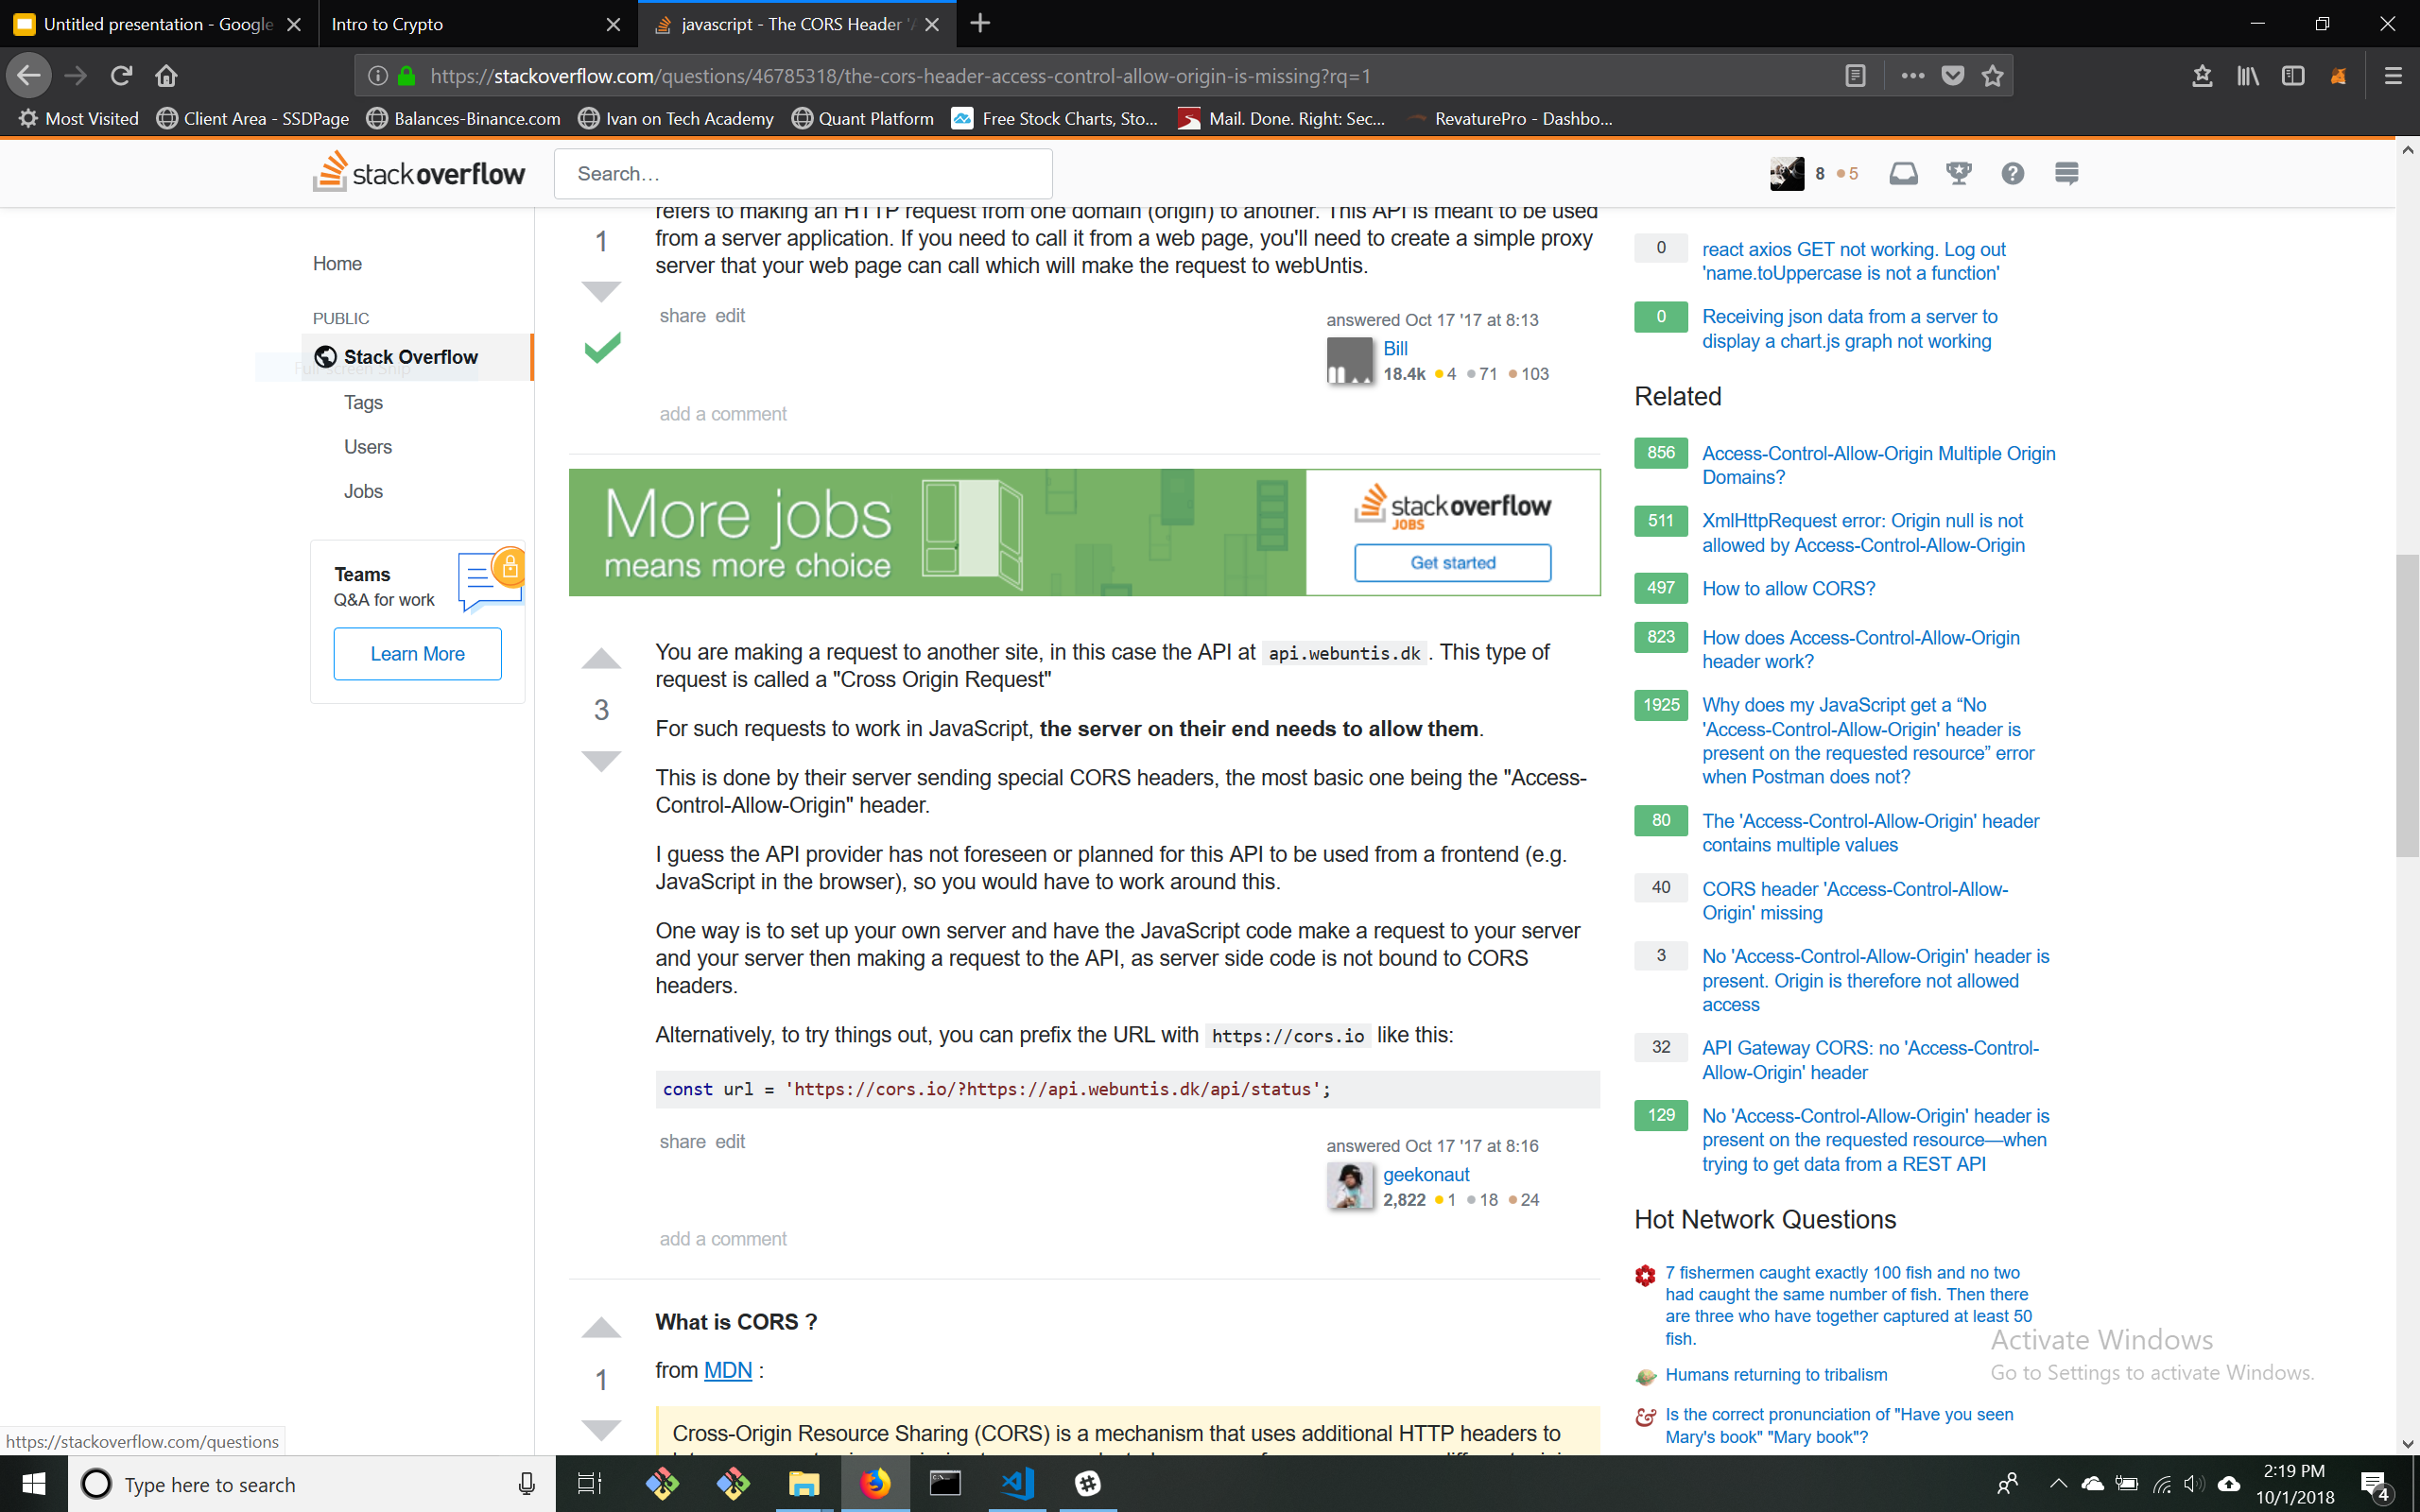 Untitled presentation - Google
Intro to Crypto
javascript - The CORS Header 'A
https://stackoverflow.com/questions/46785318/the-cors-header-access-control-allow-origin-is-missing?rq=1
Most Visited
Client Area - SSDPage
Balances-Binance.com
Ivan on Tech Academy
Quant Platform
Free Stock Charts, Sto...
Mail. Done. Right: Sec...
RevaturePro - Dashbo...
stackoverflow
Search…
8 5
Home
PUBLIC
Stack Overflow
Full-screen Snip
Tags
Users
Jobs
Teams
Q&A for work
Learn More
refers to making an HTTP request from one domain (origin) to another. This API is meant to be used
1
from a server application. If you need to call it from a web page, you'll need to create a simple proxy
server that your web page can call which will make the request to webUntis.
share edit
answered Oct 17 '17 at 8:13
Bill
18.4k 4 71 103
add a comment
More jobs
means more choice
stackoverflow
JOBS
Get started
3
You are making a request to another site, in this case the API at api.webuntis.dk . This type of
request is called a "Cross Origin Request"
For such requests to work in JavaScript, the server on their end needs to allow them.
This is done by their server sending special CORS headers, the most basic one being the "Access-
Control-Allow-Origin" header.
I guess the API provider has not foreseen or planned for this API to be used from a frontend (e.g.
JavaScript in the browser), so you would have to work around this.
One way is to set up your own server and have the JavaScript code make a request to your server
and your server then making a request to the API, as server side code is not bound to CORS
headers.
Alternatively, to try things out, you can prefix the URL with https://cors.io like this:
const url = 'https://cors.io/?https://api.webuntis.dk/api/status';
share edit
answered Oct 17 '17 at 8:16
geekonaut
2,822 1 18 24
add a comment
1
What is CORS ?
from MDN :
Cross-Origin Resource Sharing (CORS) is a mechanism that uses additional HTTP headers to
0 react axios GET not working. Log out
'name.toUppercase is not a function'
0 Receiving json data from a server to
display a chart.js graph not working
Related
856 Access-Control-Allow-Origin Multiple Origin
Domains?
511 XmlHttpRequest error: Origin null is not
allowed by Access-Control-Allow-Origin
497 How to allow CORS?
823 How does Access-Control-Allow-Origin
header work?
1925 Why does my JavaScript get a “No
'Access-Control-Allow-Origin' header is
present on the requested resource” error
when Postman does not?
80 The 'Access-Control-Allow-Origin' header
contains multiple values
40 CORS header 'Access-Control-Allow-
Origin' missing
3 No 'Access-Control-Allow-Origin' header is
present. Origin is therefore not allowed
access
32 API Gateway CORS: no 'Access-Control-
Allow-Origin' header
129 No 'Access-Control-Allow-Origin' header is
present on the requested resource—when
trying to get data from a REST API
Hot Network Questions
7 fishermen caught exactly 100 fish and no two
had caught the same number of fish. Then there
are three who have together captured at least 50
fish.
Humans returning to tribalism
Is the correct pronunciation of "Have you seen
Mary's book" "Mary book"?
Activate Windows
Go to Settings to activate Windows.
https://stackoverflow.com/questions
Type here to search
2:19 PM
10/1/2018
4